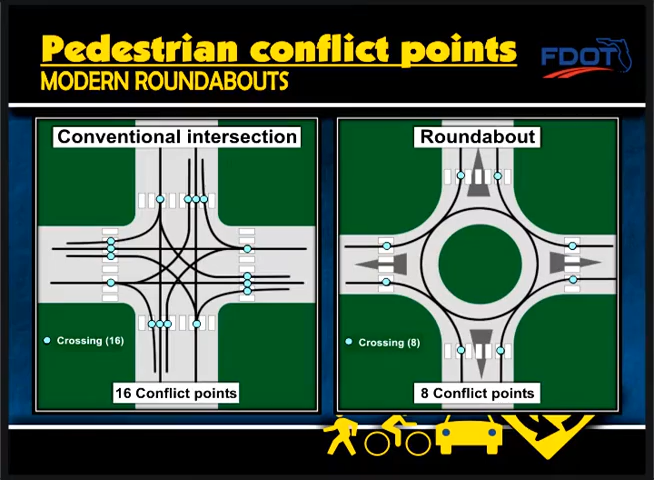 Pedestrian conflict points
MODERN ROUNDABOUTS
FDOT
Conventional intersection
Crossing (16)
16 Conflict points
Roundabout
Crossing (8)
8 Conflict points